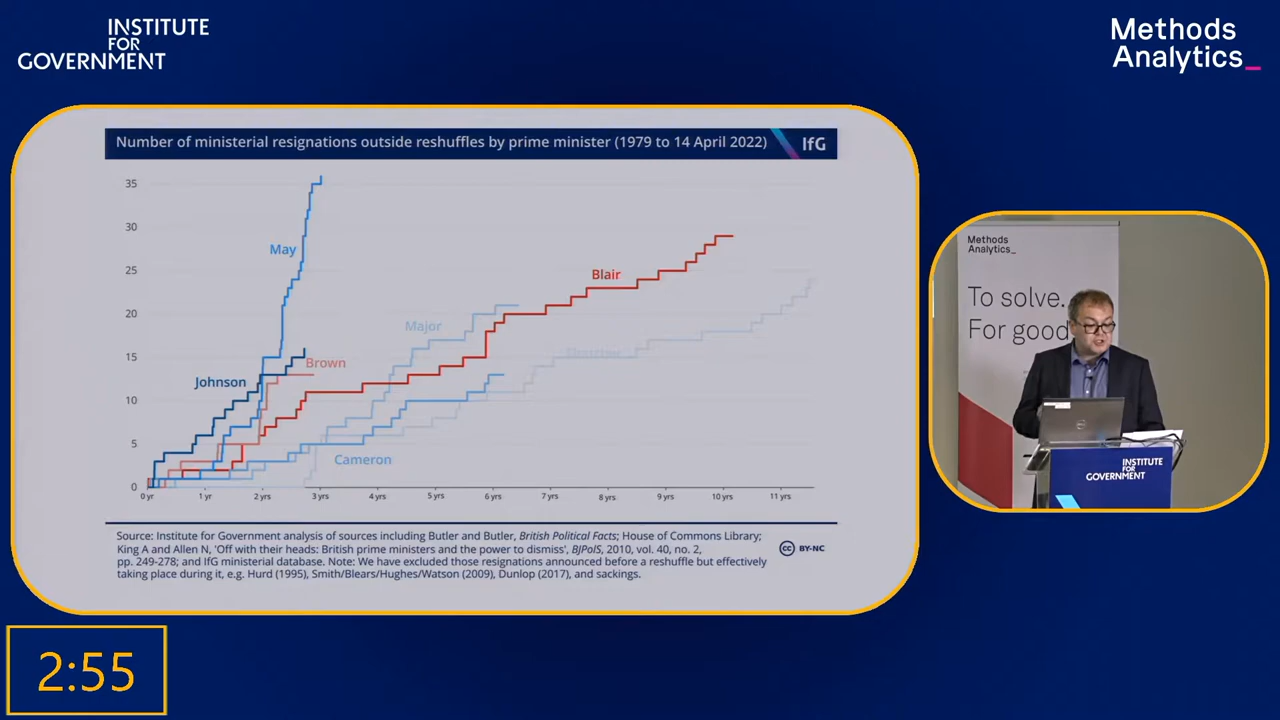 INSTITUTE
FOR
GOVERNMENT
Methods
Analytics_
Number of ministerial resignations outside reshuffles by prime minister (1979 to 14 April 2022)
IfG
35
30
25
20
15
10
5
0
May
Blair
Major
Thatcher
Brown
Johnson
Cameron
0 yr
1 yr
2 yrs
3 yrs
4 yrs
5 yrs
6 yrs
7 yrs
8 yrs
9 yrs
10 yrs
11 yrs
Source: Institute for Government analysis of sources including Butler and Butler, British Political Facts; House of Commons Library;
King A and Allen N, 'Off with their heads: British prime ministers and the power to dismiss', BJPolS, 2010, vol. 40, no. 2,
pp. 249-278; and IfG ministerial database. Note: We have excluded those resignations announced before a reshuffle but effectively
taking place during it, e.g. Hurd (1995), Smith/Blears/Hughes/Watson (2009), Dunlop (2017), and sackings.
cc BY-NC
Methods
Analytics_
To solve.
For good
INSTITUTE
FOR
GOVERNMENT
2:55